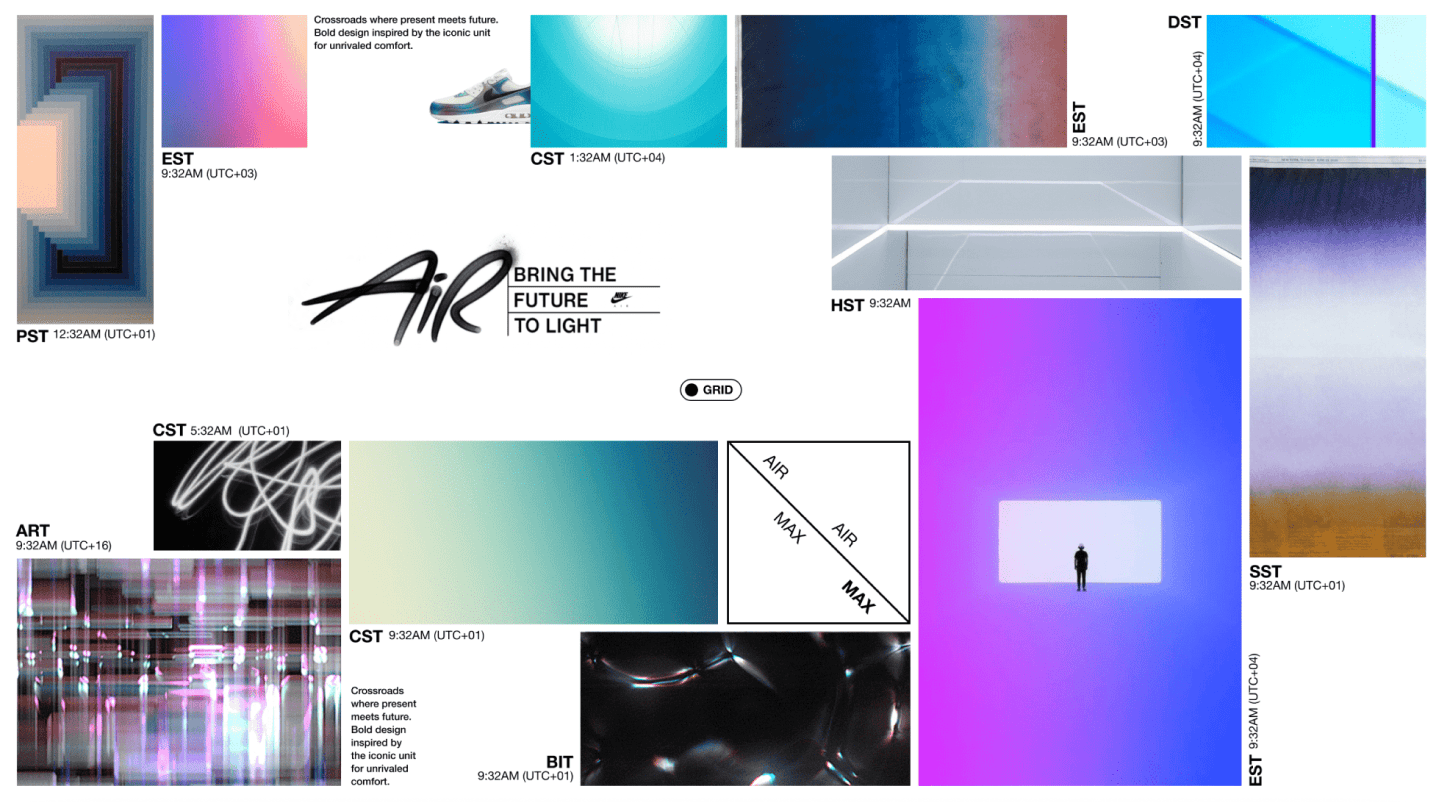 Crossroads where present meets future.
Bold design inspired by the iconic unit
for unrivaled comfort.
DST
9:32AM (UTC+04)
EST
9:32AM (UTC+03)
CST 1:32AM (UTC+04)
EST
9:32AM (UTC+03)
PST 12:32AM (UTC+01)
AiR
BRING THE
FUTURE
NIKE
AIR
TO LIGHT
HST 9:32AM
GRID
CST 5:32AM (UTC+01)
ART
9:32AM (UTC+16)
AIR
MAX
AIR
MAX
CST 9:32AM (UTC+01)
SST
9:32AM (UTC+01)
Crossroads
where present
meets future.
Bold design
inspired by
the iconic unit
for unrivaled
comfort.
BIT
9:32AM (UTC+01)
EST 9:32AM (UTC+04)